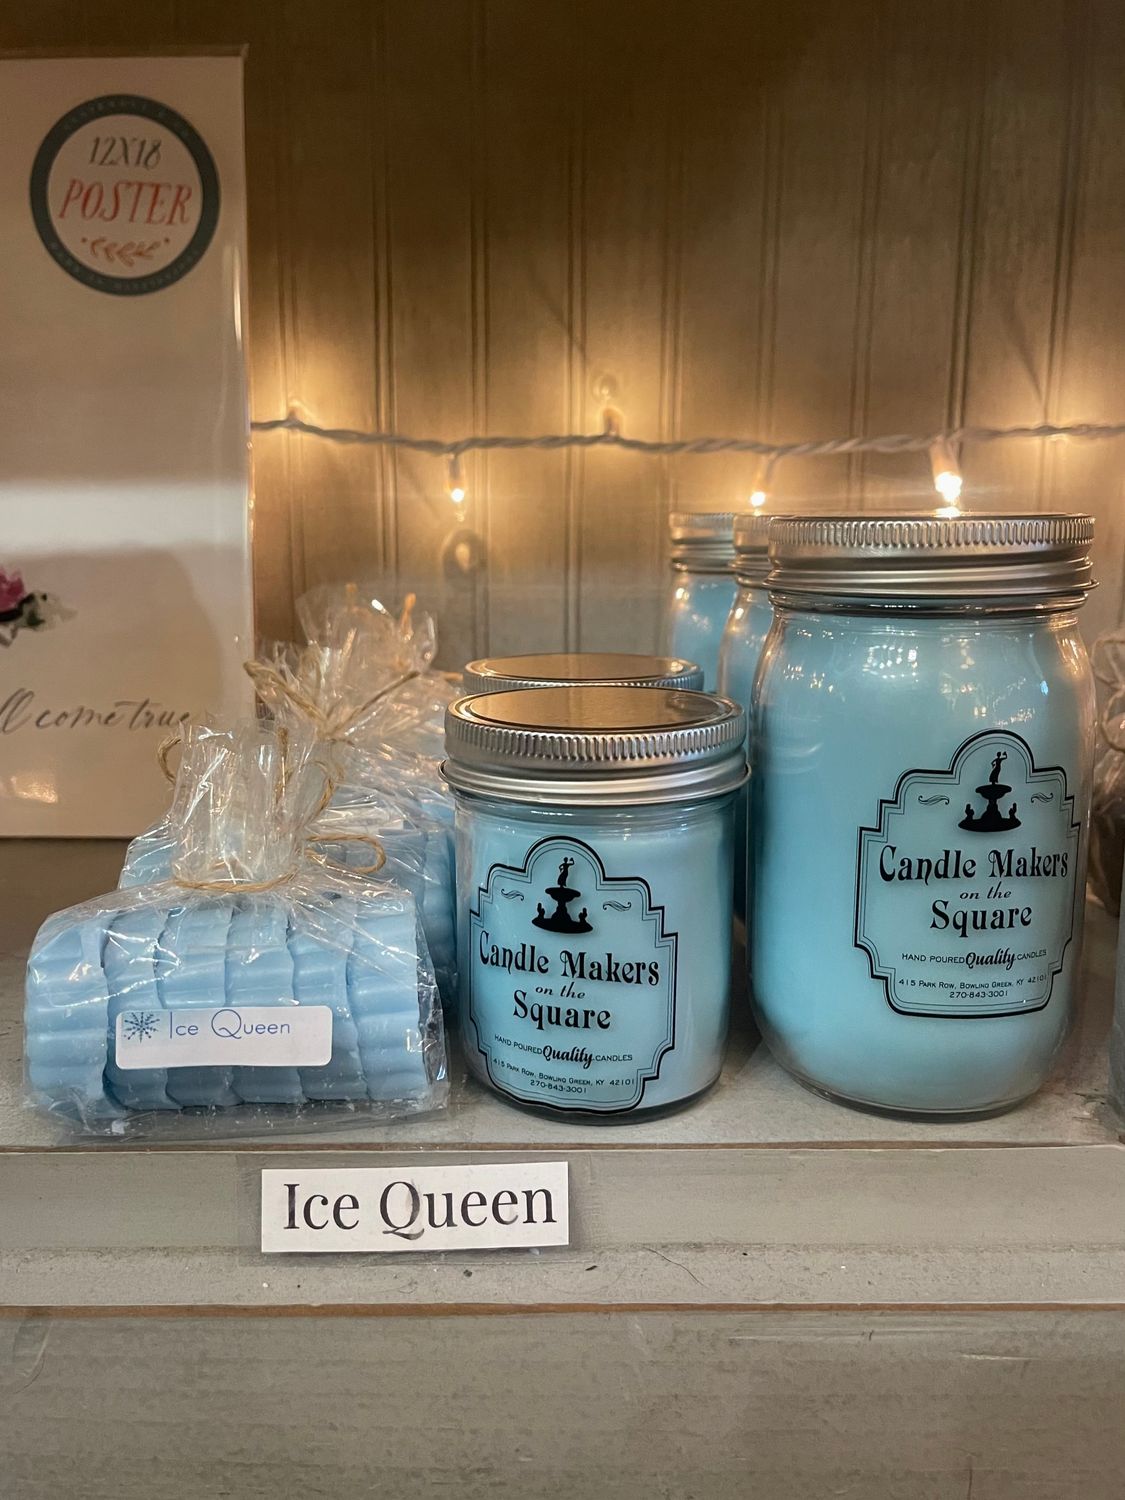 12X18
POSTER
ll come true
Ice Queen
Candle Makers
on the
Square
HAND POURED Quality CANDLES
415 PARK ROW, BOWLING GREEN, KY 42101
270-843-3001
Candle Makers
on the
Square
HAND POURED Quality CANDLES
415 PARK ROW, BOWLING GREEN, KY 42101
270-843-3001
Ice Queen